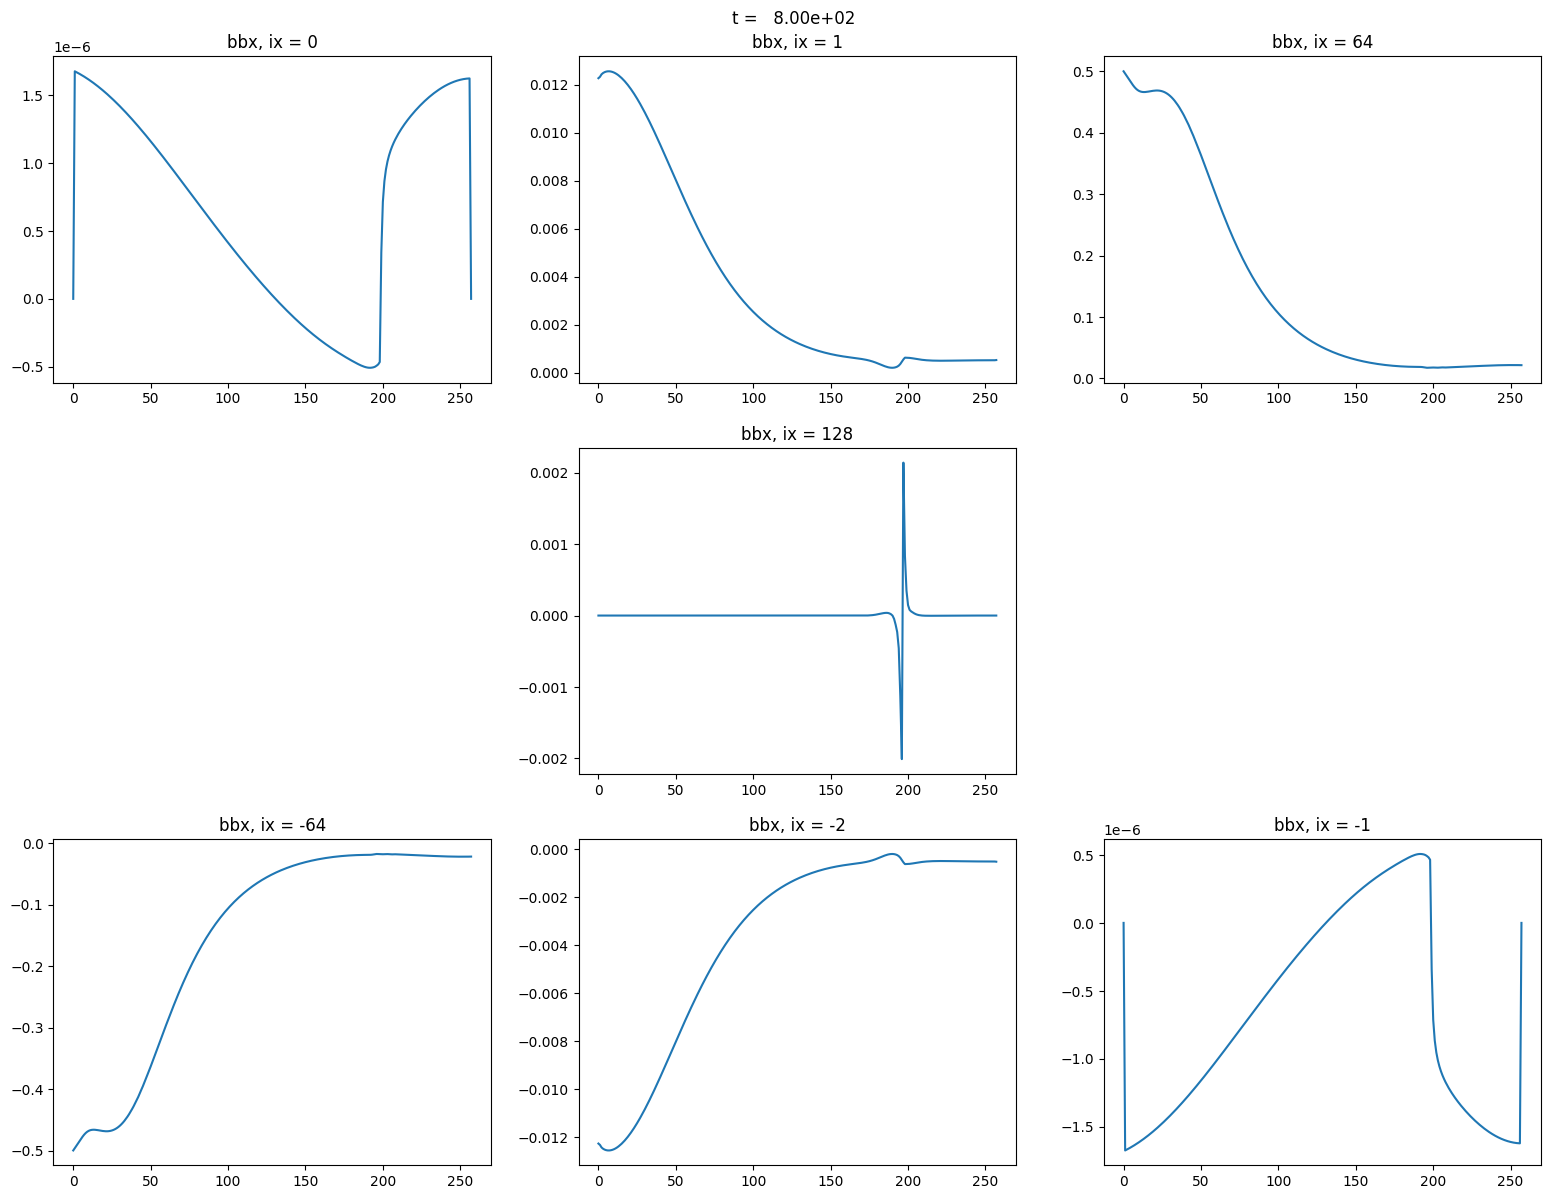 t =   8.00e+02
bbx, ix = 0
1e−6
1.5
1.0
0.5
0.0
−0.5
0 50 100 150 200 250
bbx, ix = 1
0.012
0.010
0.008
0.006
0.004
0.002
0.000
0 50 100 150 200 250
bbx, ix = 64
0.5
0.4
0.3
0.2
0.1
0.0
0 50 100 150 200 250
bbx, ix = 128
0.002
0.001
0.000
−0.001
−0.002
0 50 100 150 200 250
bbx, ix = -64
0.0
−0.1
−0.2
−0.3
−0.4
−0.5
0 50 100 150 200 250
bbx, ix = -2
0.000
−0.002
−0.004
−0.006
−0.008
−0.010
−0.012
0 50 100 150 200 250
bbx, ix = -1
1e−6
0.5
0.0
−0.5
−1.0
−1.5
0 50 100 150 200 250